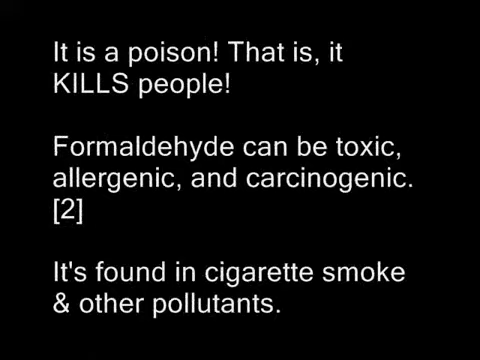 It is a poison! That is, it
KILLS people!
Formaldehyde can be toxic,
allergenic, and carcinogenic.
[2]
It's found in cigarette smoke
& other pollutants.